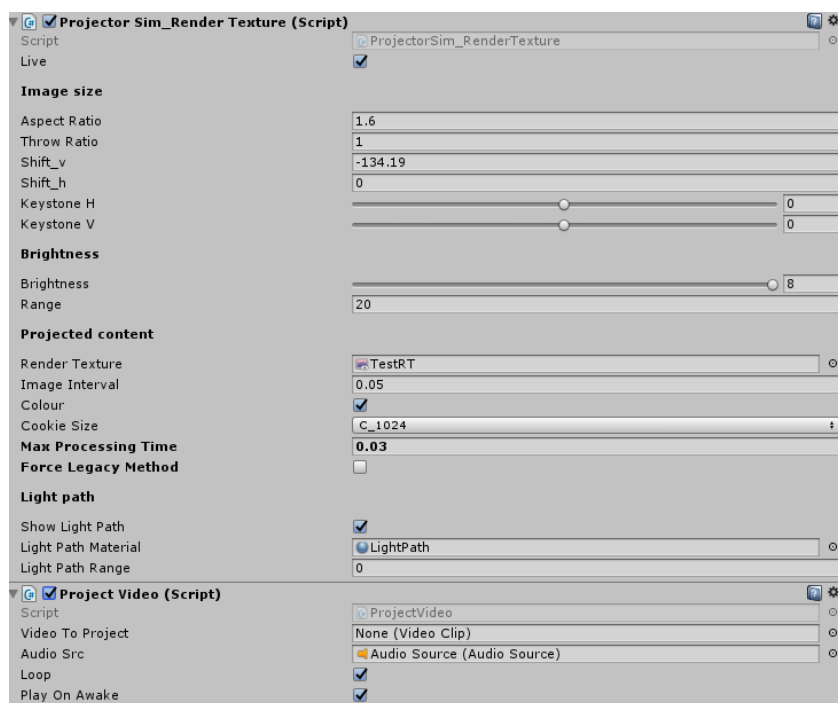 Projector Sim_Render Texture (Script)
Script ProjectorSim_RenderTexture
Live
Image size
Aspect Ratio 1.6
Throw Ratio 1
Shift_v -134.19
Shift_h 0
Keystone H 0
Keystone V 0
Brightness
Brightness 8
Range 20
Projected content
Render Texture TestRT
Image Interval 0.05
Colour
Cookie Size C_1024
Max Processing Time 0.03
Force Legacy Method
Light path
Show Light Path
Light Path Material LightPath
Light Path Range 0
Project Video (Script)
Script ProjectVideo
Video To Project None (Video Clip)
Audio Src Audio Source (Audio Source)
Loop
Play On Awake